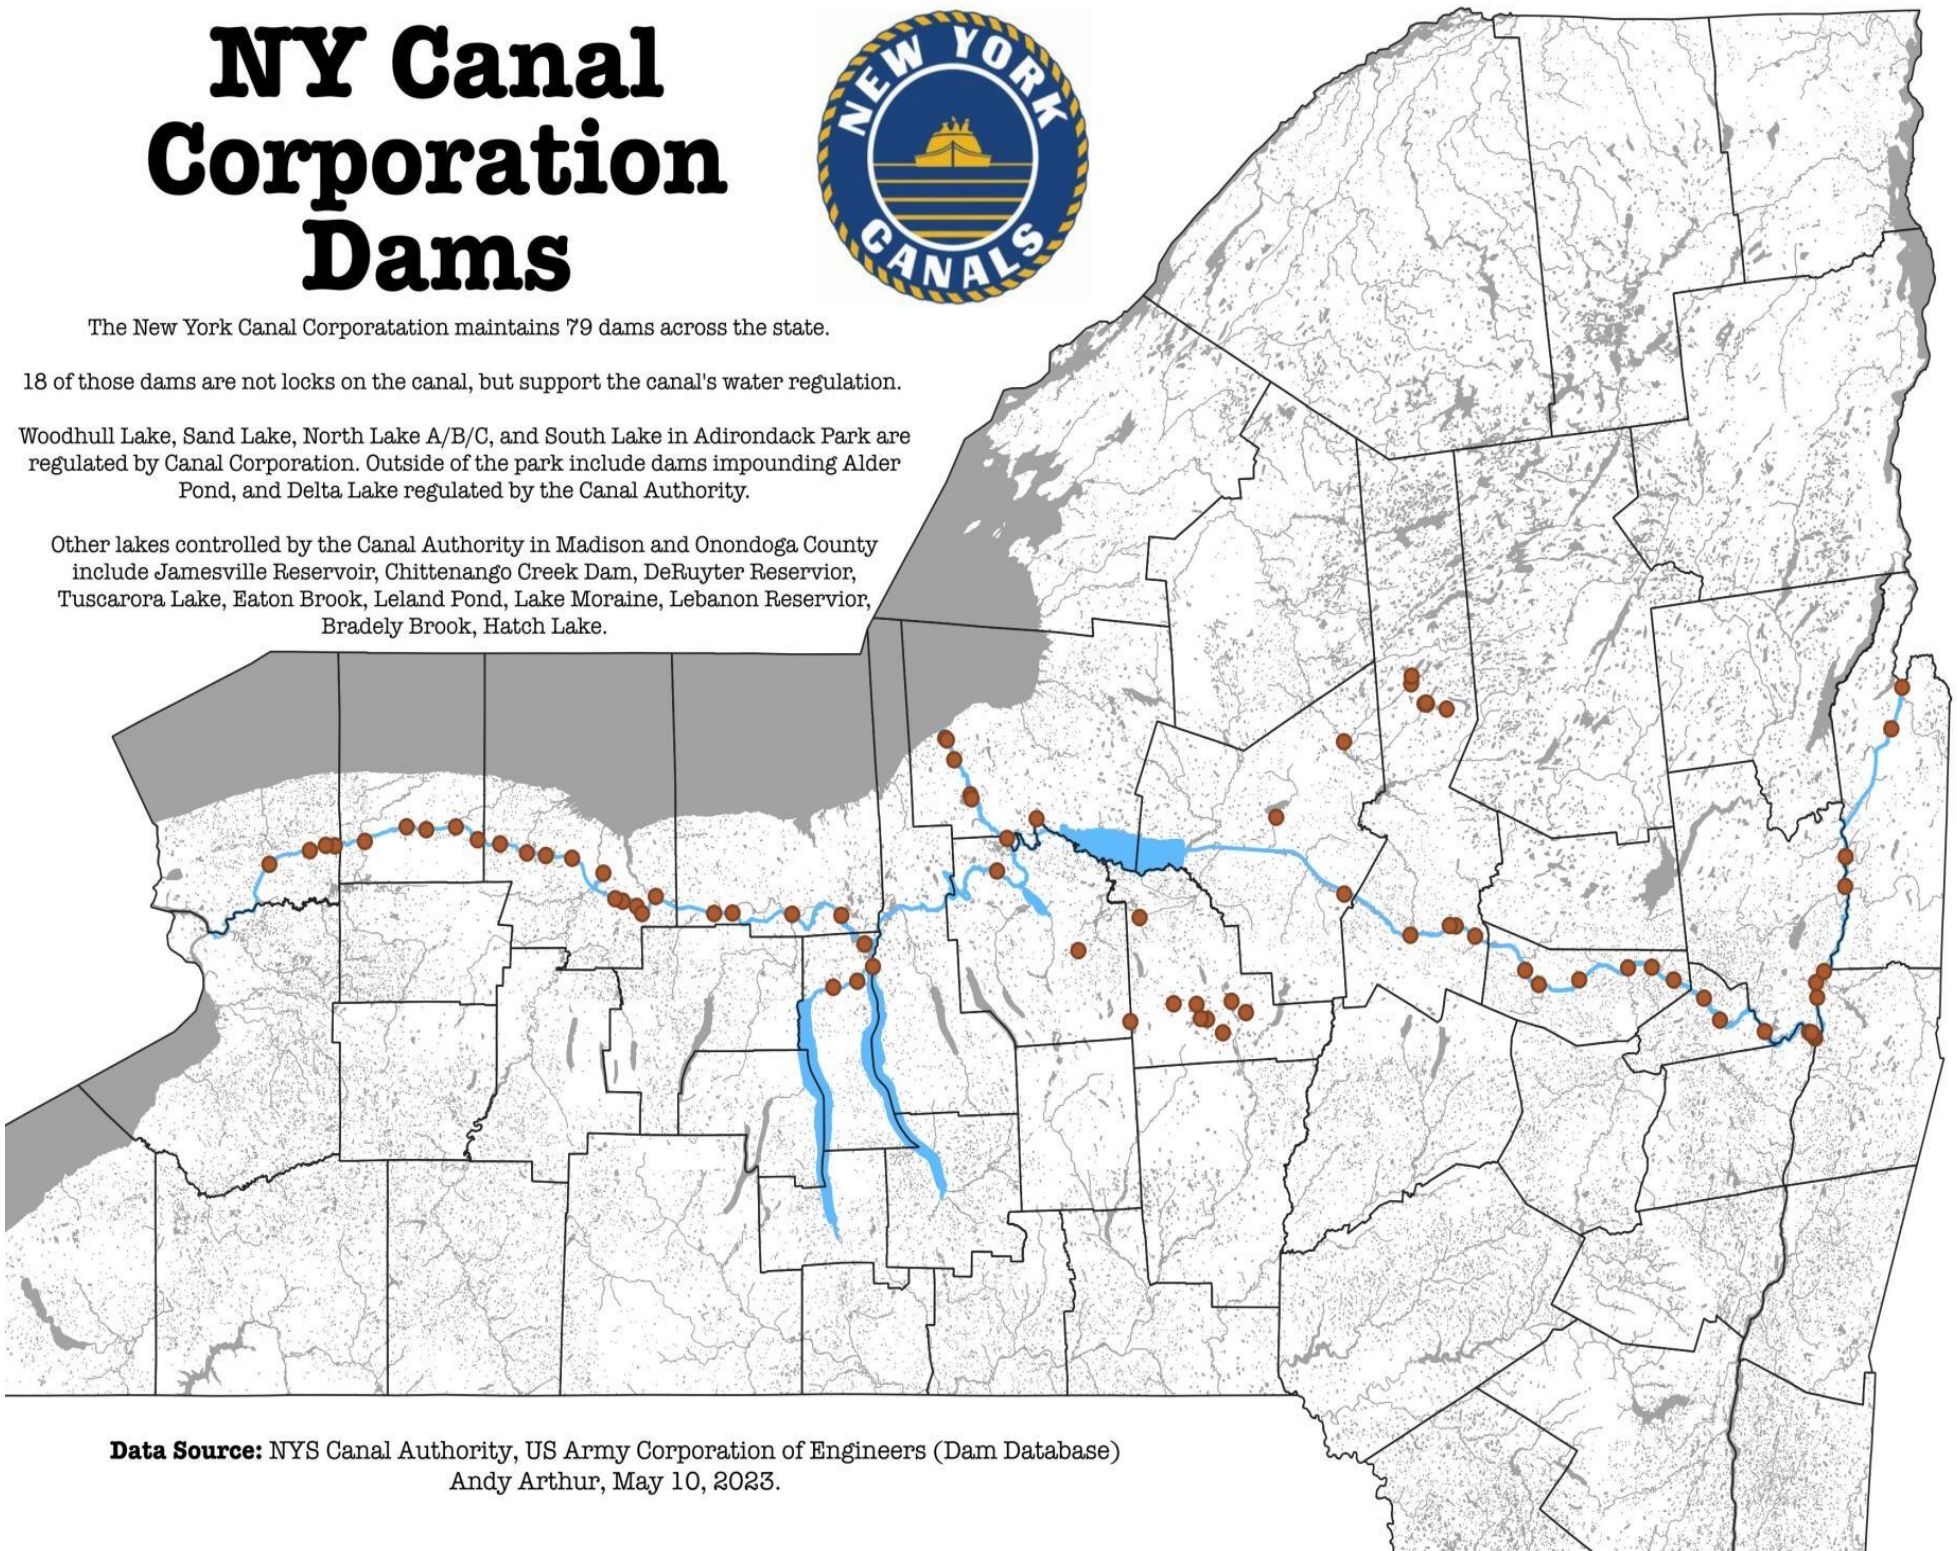 NY Canal
Corporation
Dams
NEW YORK
CANALS
The New York Canal Corporatation maintains 79 dams across the state.
18 of those dams are not locks on the canal, but support the canal's water regulation.
Woodhull Lake, Sand Lake, North Lake A/B/C, and South Lake in Adirondack Park are
regulated by Canal Corporation. Outside of the park include dams impounding Alder
Pond, and Delta Lake regulated by the Canal Authority.
Other lakes controlled by the Canal Authority in Madison and Onondoga County
include Jamesville Reservoir, Chittenango Creek Dam, DeRuyter Reservior,
Tuscarora Lake, Eaton Brook, Leland Pond, Lake Moraine, Lebanon Reservior,
Bradely Brook, Hatch Lake.
Data Source: NYS Canal Authority, US Army Corporation of Engineers (Dam Database)
Andy Arthur, May 10, 2023.